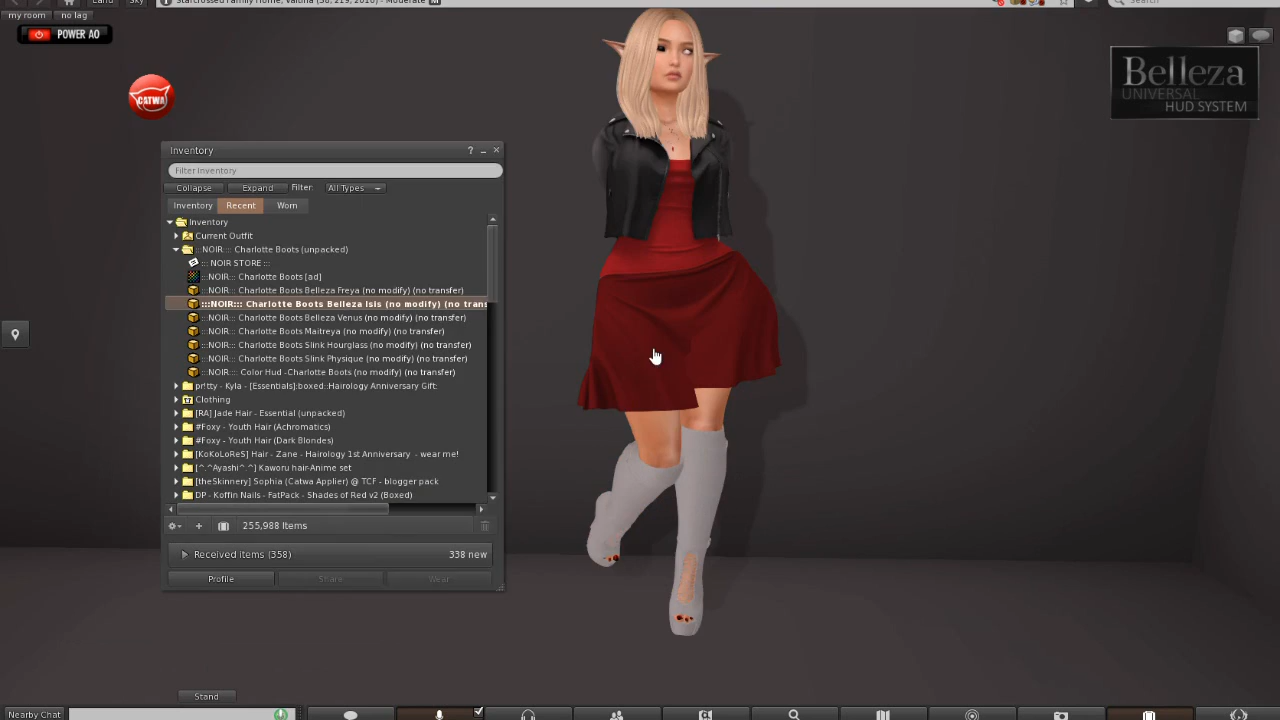 Land
Sky
Starcrossed Family Home, Vallda (36, 219, 2010) - Moderate
Search
my room
no lag
POWER AO
CATWA
Belleza
UNIVERSAL
HUD SYSTEM
Inventory
?
Filter Inventory
Collapse
Expand
Filter:
All Types
Inventory
Recent
Worn
Inventory
Current Outfit
:::NOIR::: Charlotte Boots (unpacked)
::: NOIR STORE :::
:::NOIR::: Charlotte Boots [ad]
:::NOIR::: Charlotte Boots Belleza Freya (no modify) (no transfer)
:::NOIR::: Charlotte Boots Belleza Isis (no modify) (no trans
:::NOIR::: Charlotte Boots Belleza Venus (no modify) (no transfer)
:::NOIR::: Charlotte Boots Maitreya (no modify) (no transfer)
:::NOIR::: Charlotte Boots Slink Hourglass (no modify) (no transfer)
:::NOIR::: Charlotte Boots Slink Physique (no modify) (no transfer)
:::NOIR::: Color Hud -Charlotte Boots (no modify) (no transfer)
pr!tty - Kyla - [Essentials]:boxed::Hairology Anniversary Gift:
Clothing
[RA] Jade Hair - Essential (unpacked)
#Foxy - Youth Hair (Achromatics)
#Foxy - Youth Hair (Dark Blondes)
[KoKoLoReS] Hair - Zane - Hairology 1st Anniversary - wear me!
[^.^Ayashi^.^] Kaworu hair-Anime set
[theSkinnery] Sophia (Catwa Applier) @ TCF - blogger pack
DP - Koffin Nails - FatPack - Shades of Red v2 (Boxed)
255,988 Items
Received Items (358)
338 new
Profile
Share
Wear
Stand
Nearby Chat